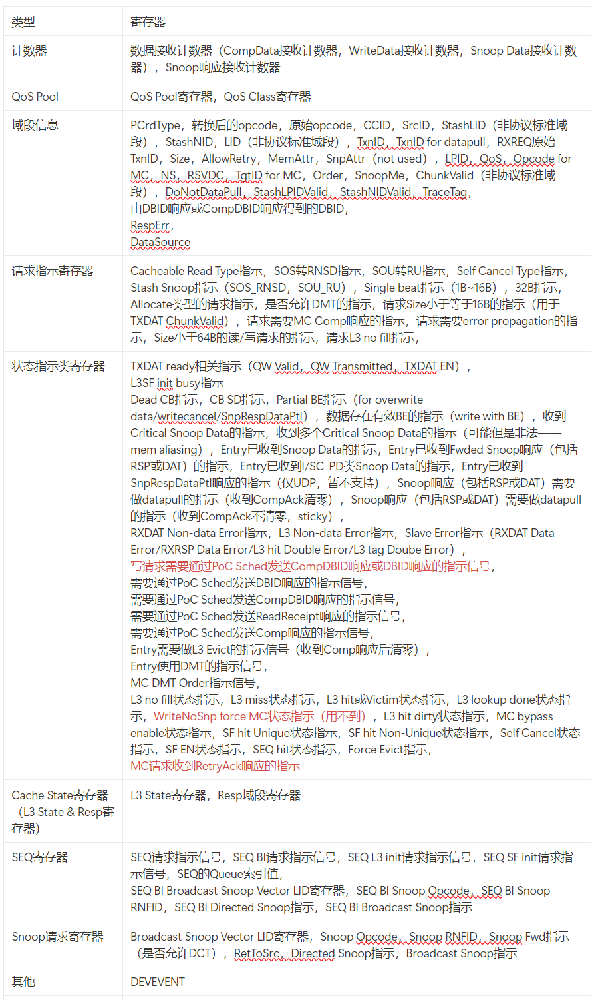 类型
寄存器
计数器
数据接收计数器（CompData接收计数器，WriteData接收计数器，Snoop Data接收计数
器），Snoop响应接收计数器
QoS Pool
QoS Pool寄存器，QoS Class寄存器
域段信息
PCrdType，转换后的opcode，原始opcode，CCID，SrcID，StashLID（非协议标准域
段），StashNID，LID（非协议标准域段），TxnID，TxnID for datapull，RXREQ原始
TxnID，Size，AllowRetry，MemAttr，SnpAttr（not used），LPID，QoS，Opcode for
MC，NS，RSVDC，TgtID for MC，Order，SnoopMe，ChunkValid（非协议标准域
段），DoNotDataPull，StashLPIDValid，StashNIDValid，TraceTag，
由DBID响应或CompDBID响应得到的DBID，
RespErr，
DataSource
请求指示寄存器
Cacheable Read Type指示，SOS转RNSD指示，SOU转RU指示，Self Cancel Type指示，
Stash Snoop指示（SOS_RNSD，SOU_RU），Single beat指示（1B~16B），32B指示，
Allocate类型的请求指示，是否允许DMT的指示，请求Size小于等于16B的指示（用于
TXDAT ChunkValid），请求需要MC Comp响应的指示，请求需要error propagation的指
示，Size小于64B的读/写请求的指示，请求L3 no fill指示，
状态指示类寄存器
TXDAT ready相关指示（QW Valid，QW Transmitted，TXDAT EN），
L3SF init busy指示
Dead CB指示，CB SD指示，Partial BE指示（for overwrite
data/writecancel/SnpRespDataPtl），数据存在有效BE的指示（write with BE），收到
Critical Snoop Data的指示，收到多个Critical Snoop Data的指示（可能但是非法——
mem aliasing），Entry已收到Snoop Data的指示，Entry已收到Fwded Snoop响应（包括
RSP或DAT）的指示，Entry已收到I/SC_PD类Snoop Data的指示，Entry已收到
SnpRespDataPtl响应的指示（仅UDP，暂不支持），Snoop响应（包括RSP或DAT）需要
做datapull的指示（收到CompAck清零），Snoop响应（包括RSP或DAT）需要做datapull
的指示（收到CompAck不清零，sticky），
RXDAT Non-data Error指示，L3 Non-data Error指示，Slave Error指示（RXDAT Data
Error/RXRSP Data Error/L3 hit Double Error/L3 tag Doube Error），
写请求需要通过PoC Sched发送CompDBID响应或DBID响应的指示信号，
需要通过PoC Sched发送DBID响应的指示信号，
需要通过PoC Sched发送CompDBID响应的指示信号，
需要通过PoC Sched发送ReadReceipt响应的指示信号，
需要通过PoC Sched发送Comp响应的指示信号，
Entry需要做L3 Evict的指示信号（收到Comp响应后清零），
Entry使用DMT的指示信号，
MC DMT Order指示信号，
L3 no fill状态指示，L3 miss状态指示，L3 hit或Victim状态指示，L3 lookup done状态指
示，WriteNoSnp force MC状态指示（用不到），L3 hit dirty状态指示，MC bypass
enable状态指示，SF hit Unique状态指示，SF hit Non-Unique状态指示，Self Cancel状态
指示，SF EN状态指示，SEQ hit状态指示，Force Evict指示，
MC请求收到RetryAck响应的指示
Cache State寄存器
（L3 State & Resp寄
存器）
L3 State寄存器，Resp域段寄存器
SEQ寄存器
SEQ请求指示信号，SEQ BI请求指示信号，SEQ L3 init请求指示信号，SEQ SF init请求指
示信号，SEQ的Queue索引值，
SEQ BI Broadcast Snoop Vector LID寄存器，SEQ BI Snoop Opcode，SEQ BI Snoop
RNFID，SEQ BI Directed Snoop指示，SEQ BI Broadcast Snoop指示
Snoop请求寄存器
Broadcast Snoop Vector LID寄存器，Snoop Opcode，Snoop RNFID，Snoop Fwd指示
（是否允许DCT），RetToSrc，Directed Snoop指示，Broadcast Snoop指示
其他
DEVEVENT